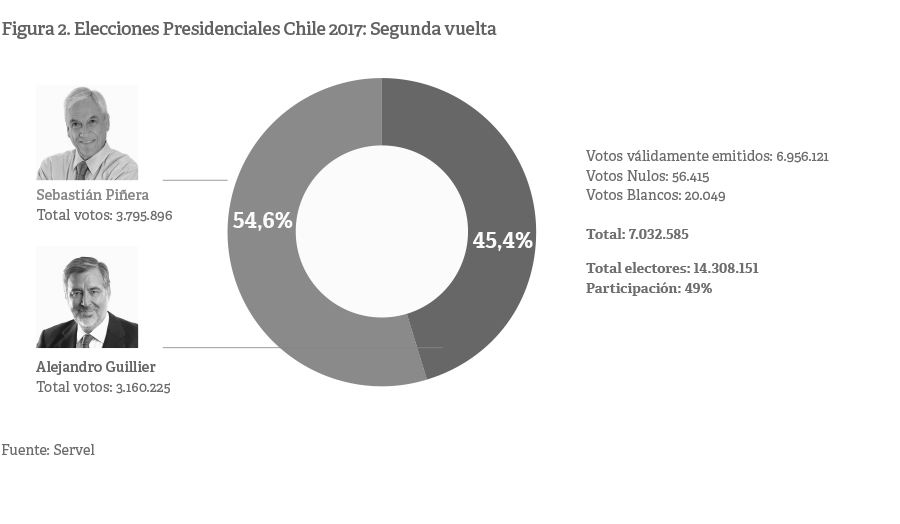 Figura 2. Elecciones Presidenciales Chile 2017: Segunda vuelta
Sebastián Piñera
Total votos: 3.795.896
54,6%
45,4%
Alejandro Guillier
Total votos: 3.160.225
Votos válidamente emitidos: 6.956.121
Votos Nulos: 56.415
Votos Blancos: 20.049
Total: 7.032.585
Total electores: 14.308.151
Participación: 49%
Fuente: Servel